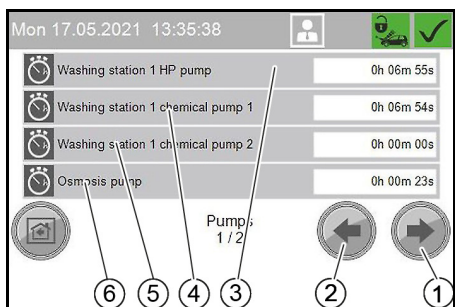 Mon 17.05.2021 13:35:38
Washing station 1 HP pump 0h 06m 55s
Washing station 1 chemical pump 1 0h 06m 54s
Washing station 1 chemical pump 2 0h 00m 00s
Osmosis pump 0h 00m 23s
Pumps
1 / 2
6 5 4 3 2 1